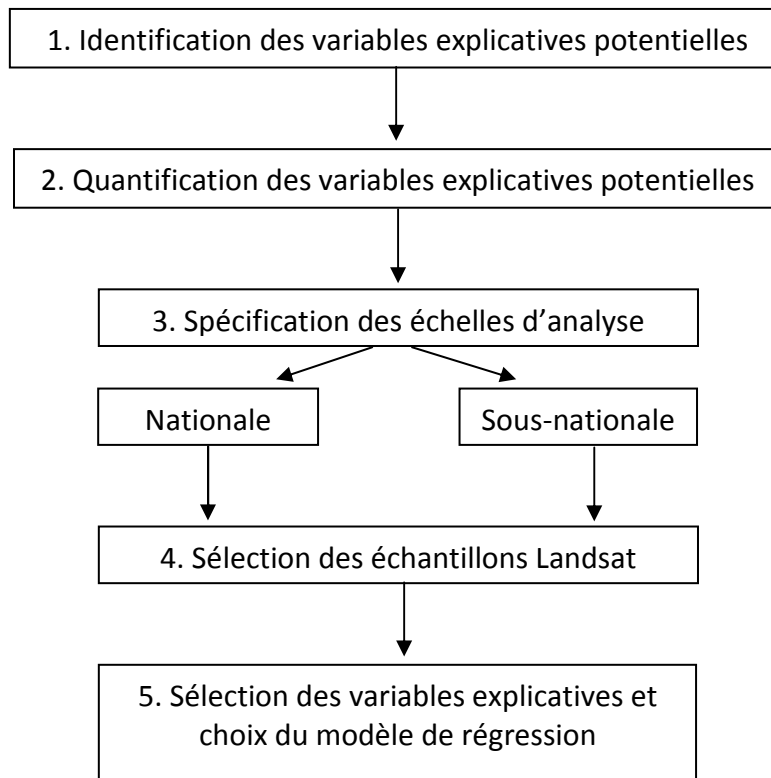 1. Identification des variables explicatives potentielles
2. Quantification des variables explicatives potentielles
3. Spécification des échelles d’analyse
Nationale
Sous-nationale
4. Sélection des échantillons Landsat
5. Sélection des variables explicatives et
choix du modèle de régression